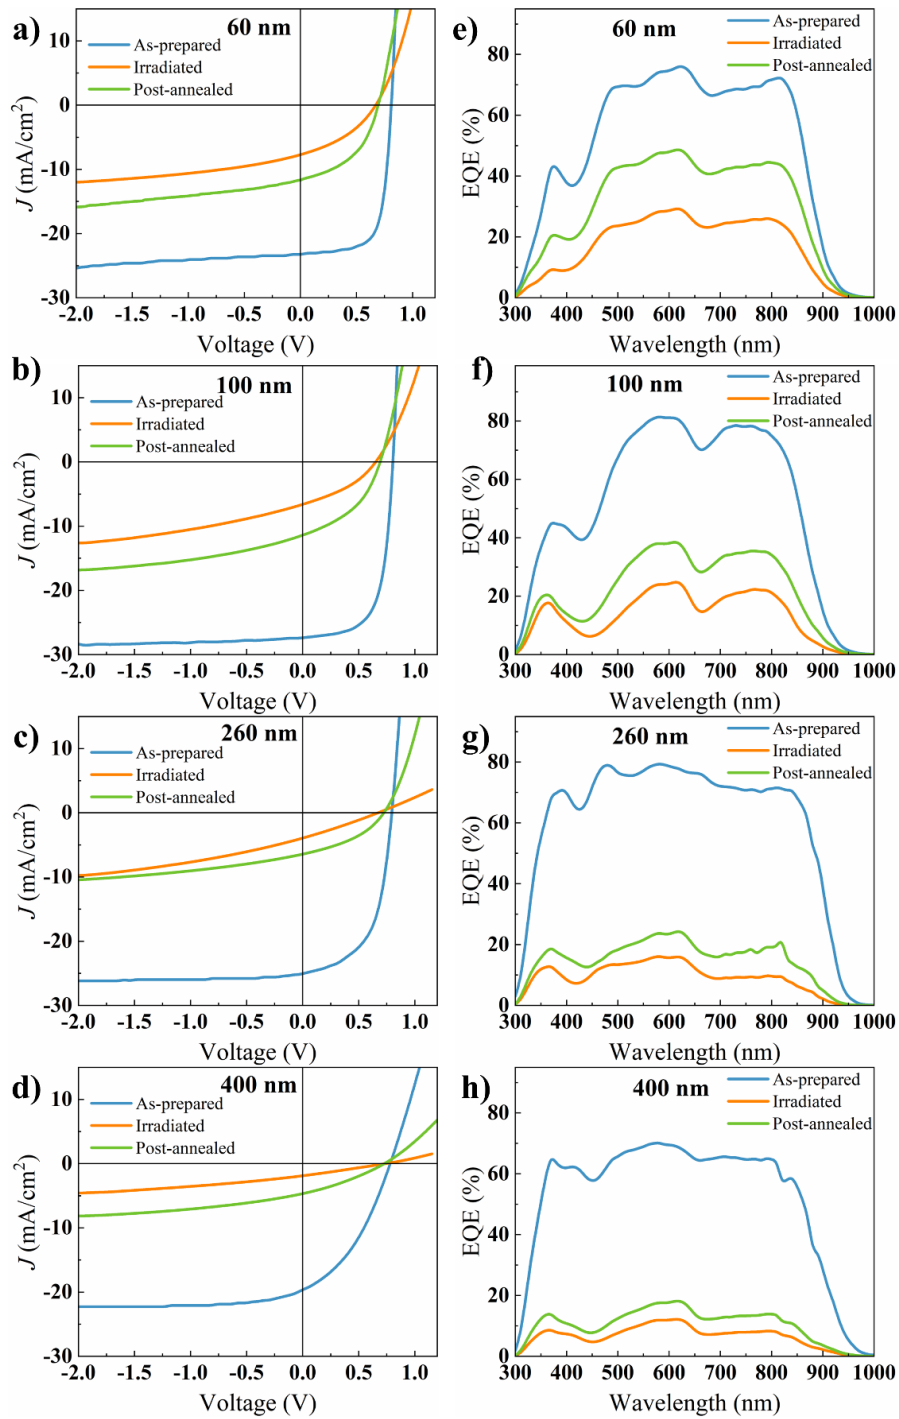 a)
60 nm
As-prepared
Irradiated
Post-annealed
10
0
-10
-20
-30
J (mA/cm²)
-2.0 -1.5 -1.0 -0.5 0.0 0.5 1.0
Voltage (V)
e)
60 nm
As-prepared
Irradiated
Post-annealed
80
60
40
20
0
EQE (%)
300 400 500 600 700 800 900 1000
Wavelength (nm)
b)
100 nm
As-prepared
Irradiated
Post-annealed
10
0
-10
-20
-30
J (mA/cm²)
-2.0 -1.5 -1.0 -0.5 0.0 0.5 1.0
Voltage (V)
f)
100 nm
As-prepared
Irradiated
Post-annealed
80
60
40
20
0
EQE (%)
300 400 500 600 700 800 900 1000
Wavelength (nm)
c)
260 nm
As-prepared
Irradiated
Post-annealed
10
0
-10
-20
-30
J (mA/cm²)
-2.0 -1.5 -1.0 -0.5 0.0 0.5 1.0
Voltage (V)
g)
260 nm
As-prepared
Irradiated
Post-annealed
80
60
40
20
0
EQE (%)
300 400 500 600 700 800 900 1000
Wavelength (nm)
d)
400 nm
As-prepared
Irradiated
Post-annealed
10
0
-10
-20
-30
J (mA/cm²)
-2.0 -1.5 -1.0 -0.5 0.0 0.5 1.0
Voltage (V)
h)
400 nm
As-prepared
Irradiated
Post-annealed
80
60
40
20
0
EQE (%)
300 400 500 600 700 800 900 1000
Wavelength (nm)